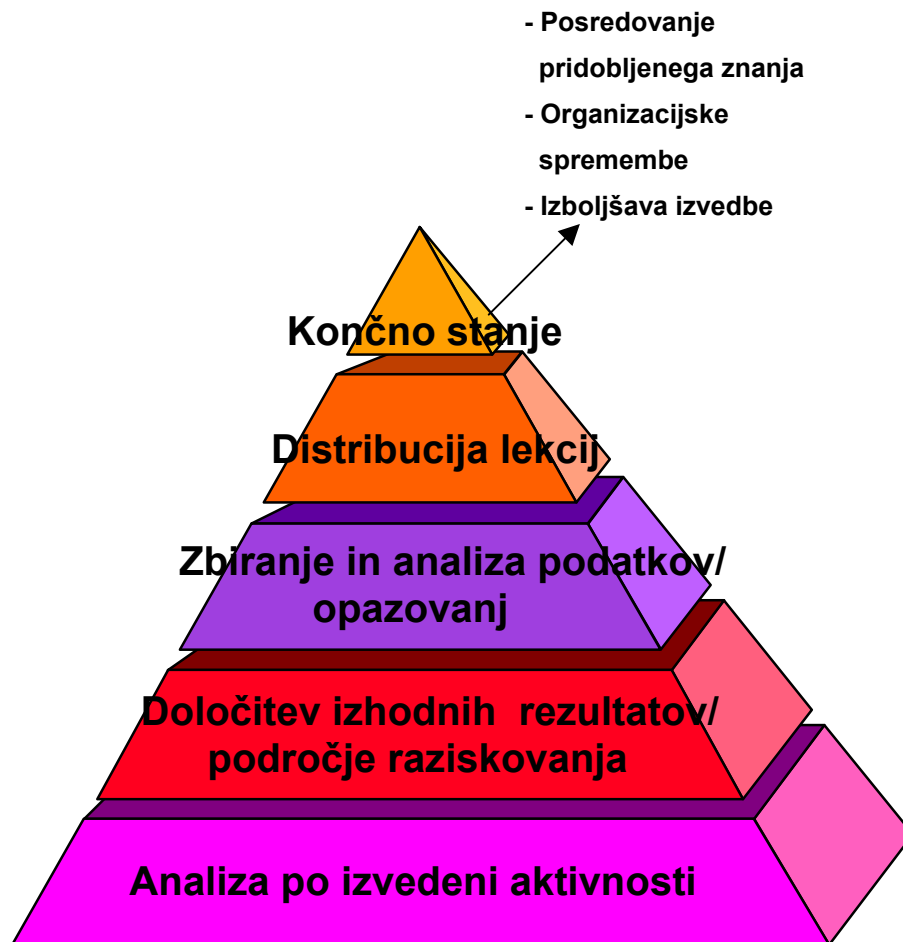 - Posredovanje
pridobljenega znanja
- Organizacijske
spremembe
- Izboljšava izvedbe
Končno stanje
Distribucija lekcij
Zbiranje in analiza podatkov/
opazovanj
Določitev izhodnih rezultatov/
področje raziskovanja
Analiza po izvedeni aktivnosti